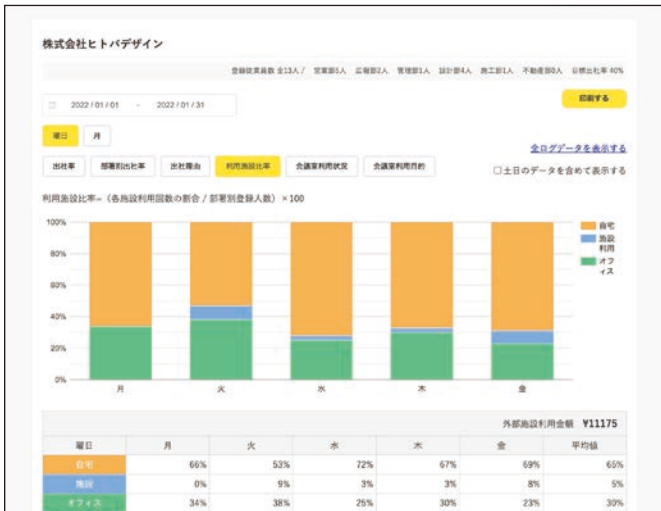 株式会社ヒトバデザイン
登録従業員数 全13人 / 営業部5人 広報部2人 管理部1人 設計部4人 施工部1人 不動産部0人 目標出社率 40%
2022 / 01 / 01 - 2022 / 01 / 31
印刷する
曜日 月
全ログデータを表示する
出社率 部署別出社率 出社理由 利用施設比率 会議室利用状況 会議室利用目的
□土日のデータを含めて表示する
利用施設比率=（各施設利用回数の割合 / 部署別登録人数）×100
100%
80%
60%
40%
20%
0%
月 火 水 木 金
自宅
施設
利用
オフ
ィス
外部施設利用金額 ¥11175
曜日 月 火 水 木 金 平均値
自宅 66% 53% 72% 67% 69% 65%
施設 0% 9% 3% 3% 8% 5%
オフィス 34% 38% 25% 30% 23% 30%